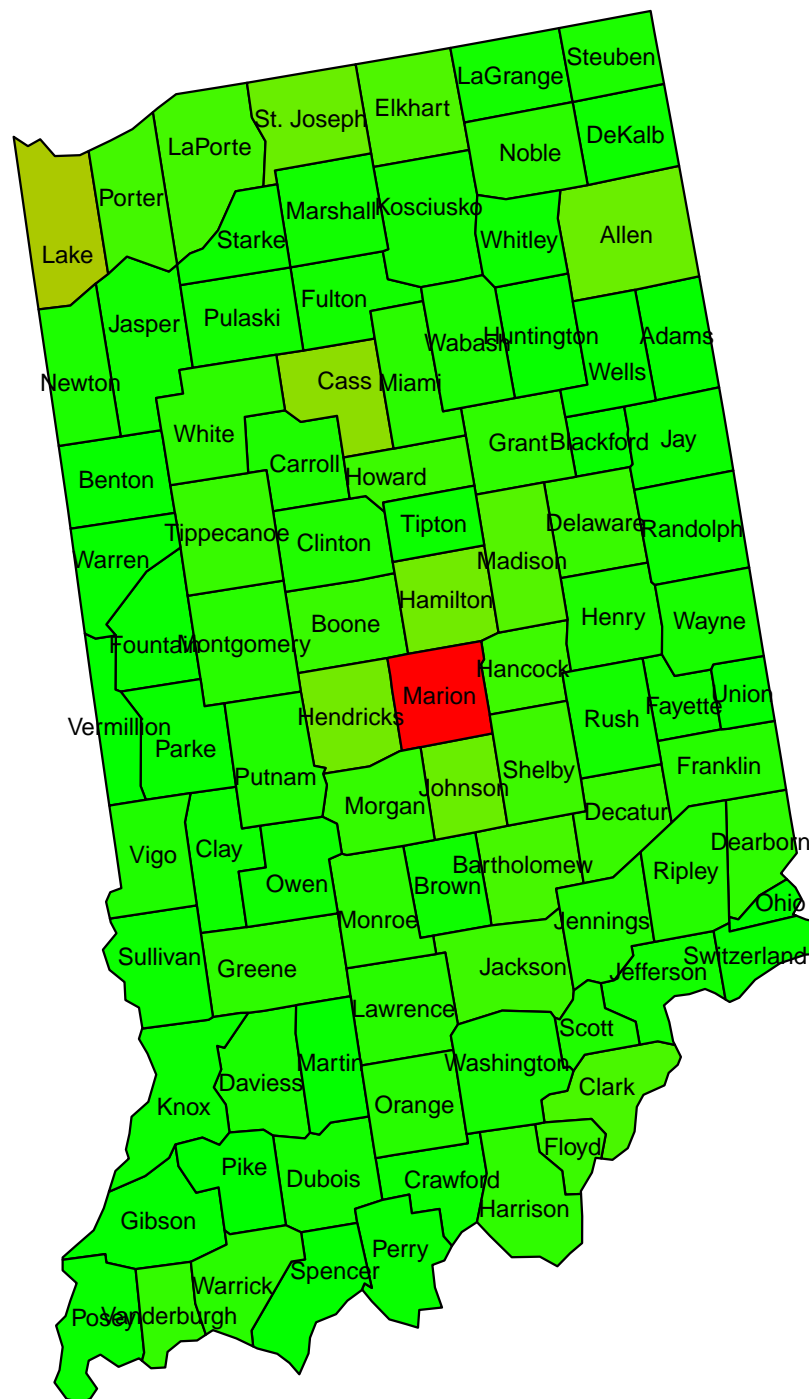 Steuben
LaGrange
Elkhart
St. Joseph
DeKalb
LaPorte
Noble
Porter
Marshall
Kosciusko
Allen
Starke
Whitley
Lake
Fulton
Pulaski
Jasper
Wabash
Huntington
Adams
Wells
Newton
Cass
Miami
White
Grant
Blackford
Jay
Carroll
Howard
Benton
Tipton
Delaware
Randolph
Tippecanoe
Clinton
Madison
Warren
Hamilton
Boone
Henry
Wayne
Fountain
Montgomery
Hancock
Marion
Union
Fayette
Hendricks
Rush
Vermillion
Parke
Franklin
Shelby
Putnam
Johnson
Morgan
Decatur
Dearborn
Clay
Vigo
Bartholomew
Ripley
Owen
Brown
Ohio
Monroe
Jennings
Switzerland
Sullivan
Greene
Jackson
Jefferson
Lawrence
Scott
Washington
Martin
Daviess
Clark
Knox
Orange
Floyd
Pike
Dubois
Crawford
Harrison
Gibson
Perry
Spencer
Warrick
Vanderburgh
Posey